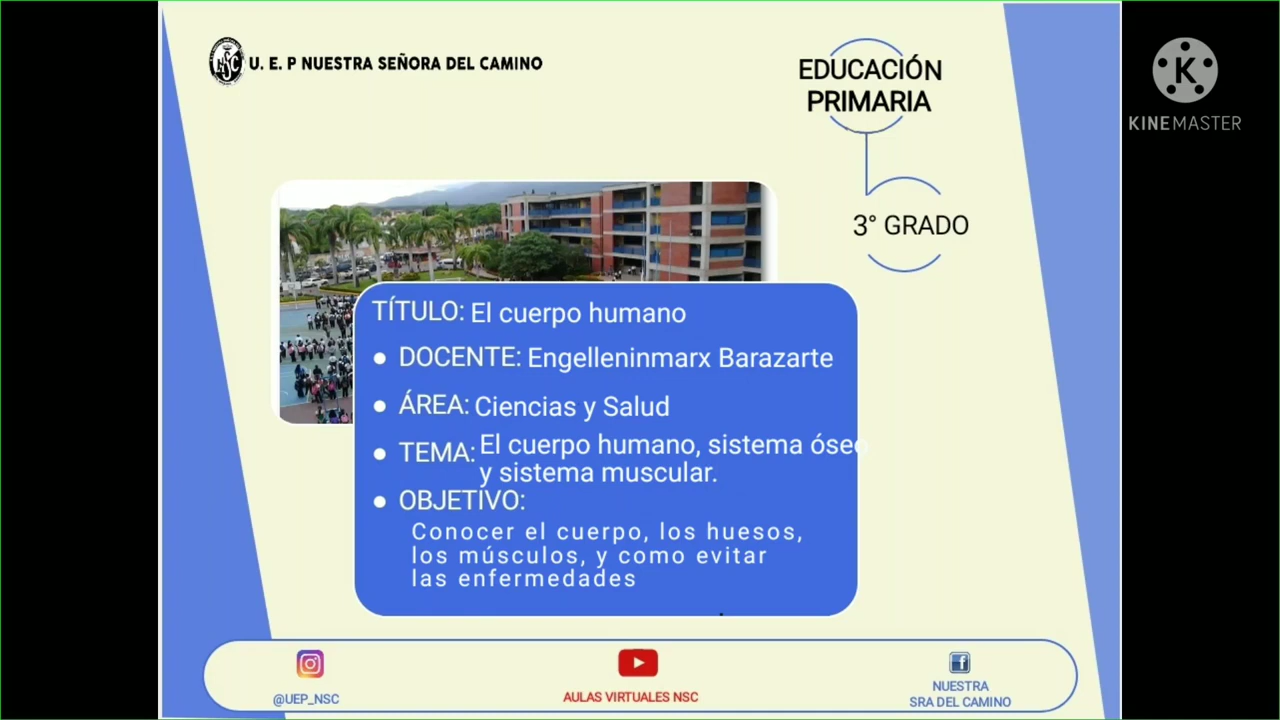 U. E. P NUESTRA SEÑORA DEL CAMINO
NSC
EDUCACIÓN
PRIMARIA
K
KINEMASTER
3° GRADO
TÍTULO: El cuerpo humano
• DOCENTE: Engelleninmarx Barazarte
• ÁREA: Ciencias y Salud
• TEMA: El cuerpo humano, sistema óseo
y sistema muscular.
• OBJETIVO:
Conocer el cuerpo, los huesos,
los músculos, y como evitar
las enfermedades
@UEP_NSC
AULAS VIRTUALES NSC
NUESTRA
SRA DEL CAMINO